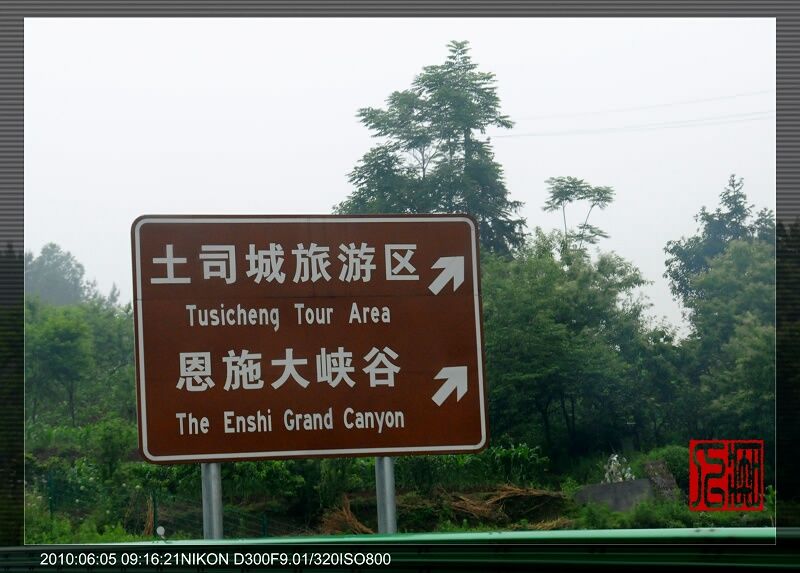 土司城旅游区
Tusicheng Tour Area
恩施大峡谷
The Enshi Grand Canyon
2010:06:05 09:16:21NIKON D300F9.01/320ISO800